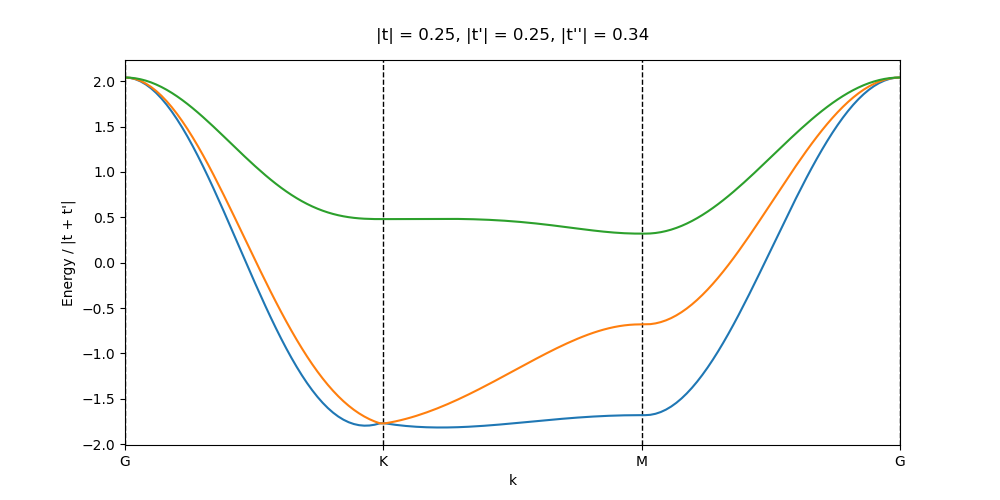 |t| = 0.25, |t'| = 0.25, |t''| = 0.34
Energy / |t + t'|
2.0
1.5
1.0
0.5
0.0
−0.5
−1.0
−1.5
−2.0
G
K
M
G
k